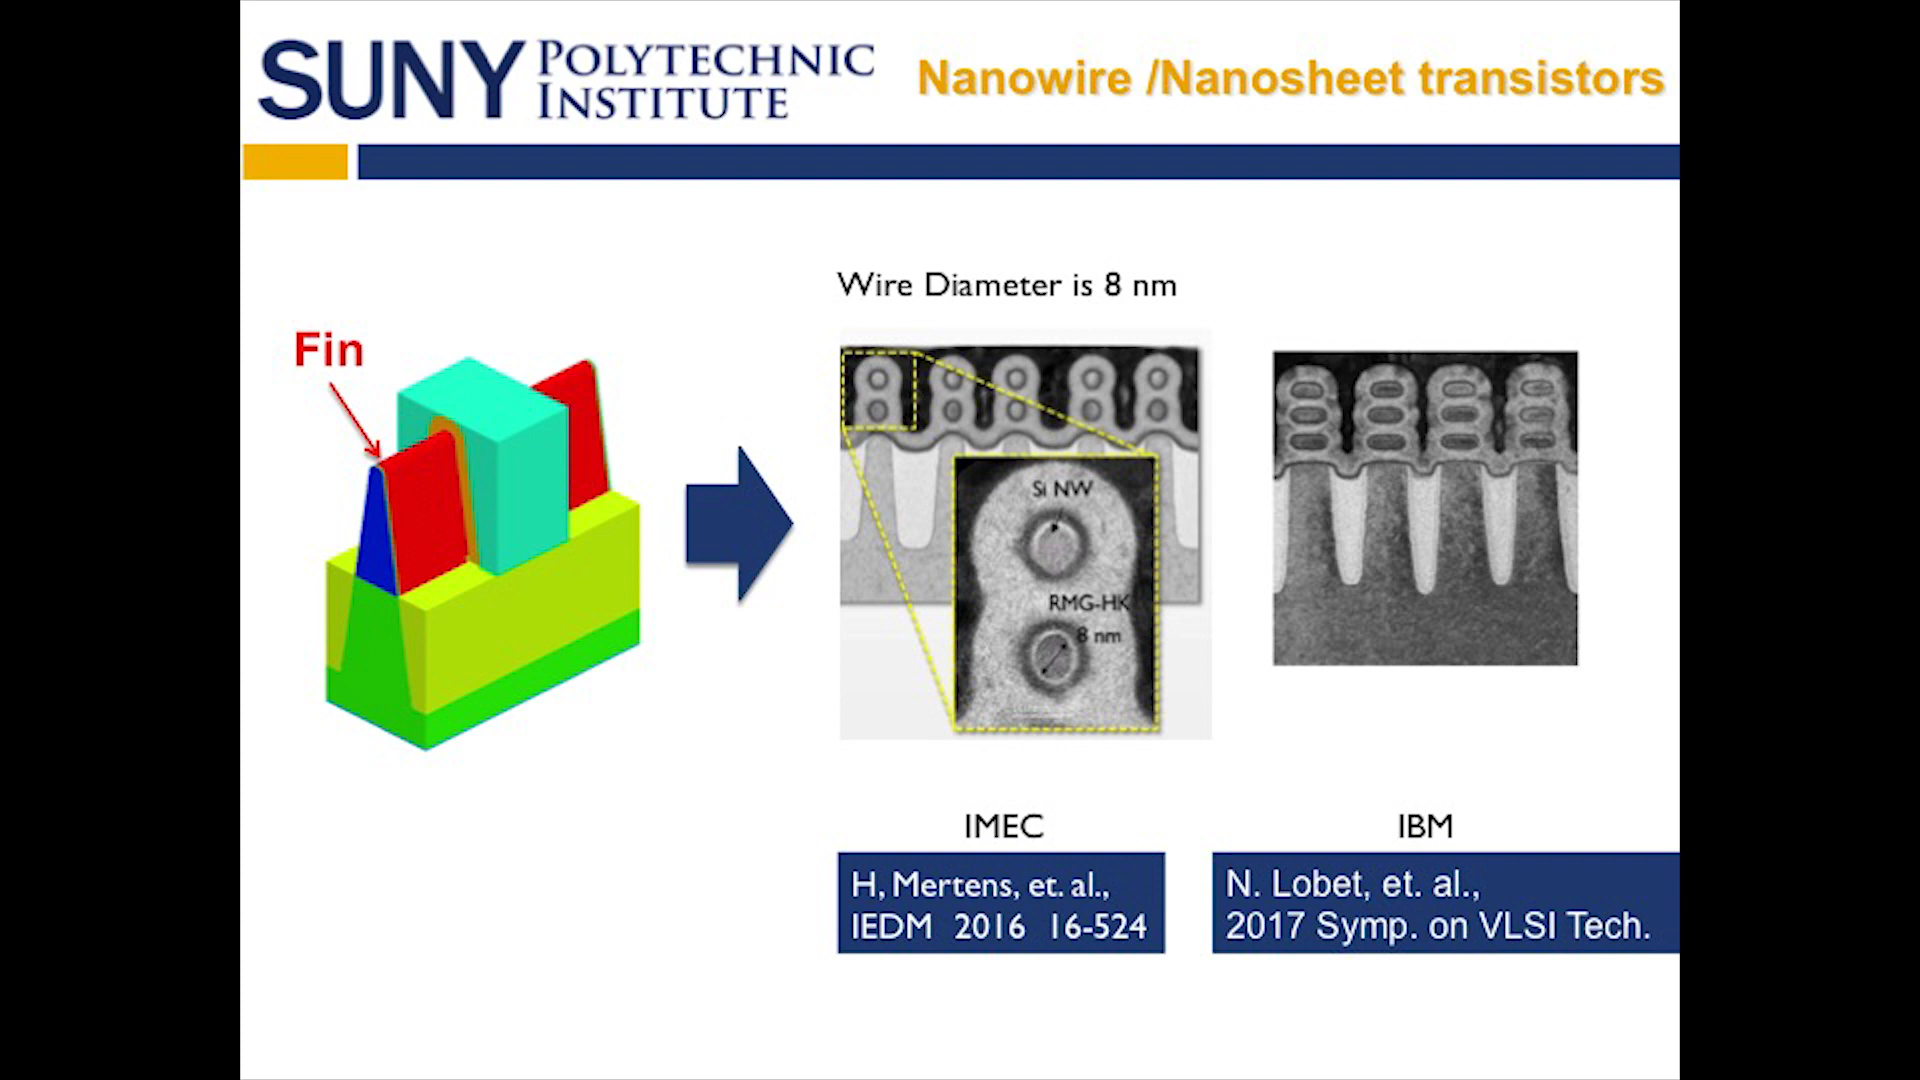 SUNY POLYTECHNIC INSTITUTE
Nanowire /Nanosheet transistors
Wire Diameter is 8 nm
Fin
Si NW
RMG-HK
8 nm
IMEC
H, Mertens, et. al.,
IEDM 2016 16-524
IBM
N. Lobet, et. al.,
2017 Symp. on VLSI Tech.